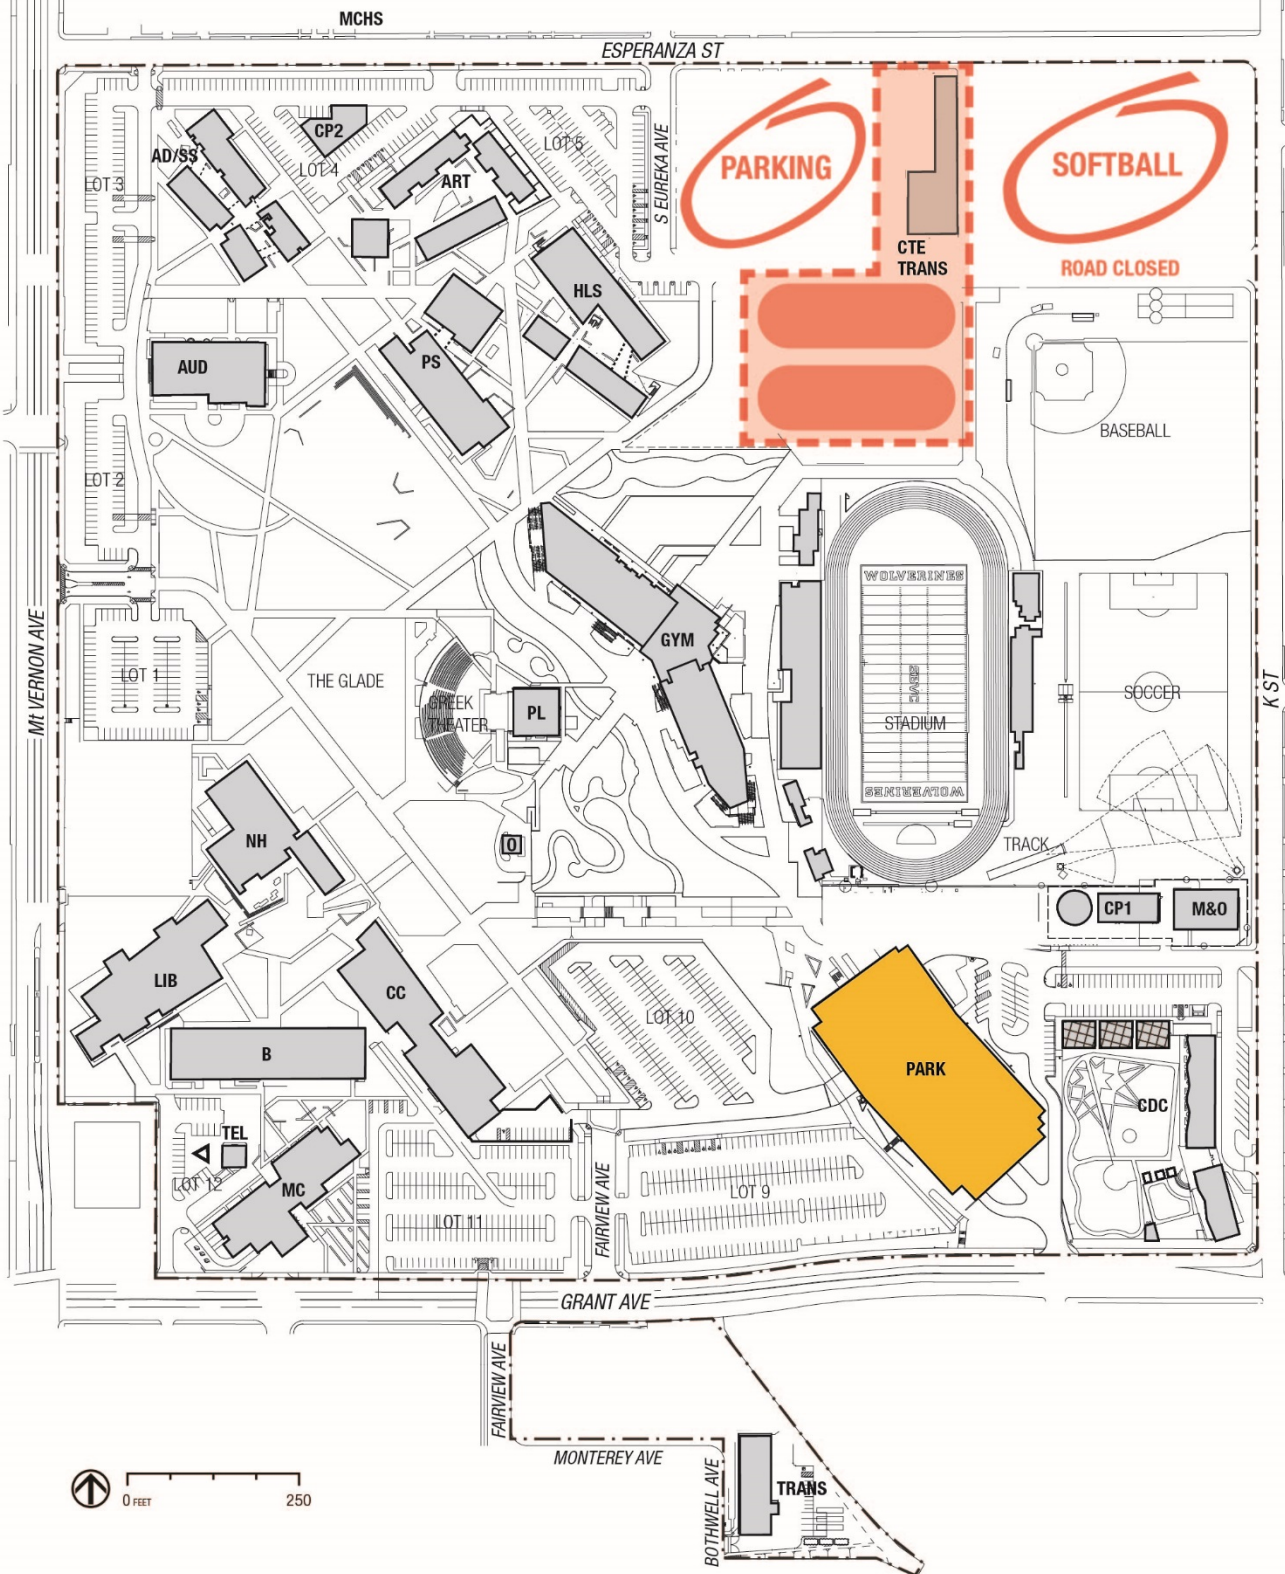 MCHS
ESPERANZA ST
AD/SS
CP2
LOT 3
LOT 4
ART
LOT 5
S EUREKA AVE
PARKING
SOFTBALL
CTE
TRANS
ROAD CLOSED
HLS
AUD
PS
BASEBALL
LOT 2
WOLVERINES
Mt VERNON AVE
GYM
LOT 1
THE GLADE
GREEK
THEATER
PL
SBVC
STADIUM
SOCCER
K ST
WOLVERINES
NH
O
TRACK
CP1
M&O
LIB
CC
LOT 10
B
PARK
CDC
TEL
LOT 12
MC
LOT 11
FAIRVIEW AVE
LOT 9
GRANT AVE
FAIRVIEW AVE
MONTEREY AVE
BOTHWELL AVE
TRANS
0 FEET
250